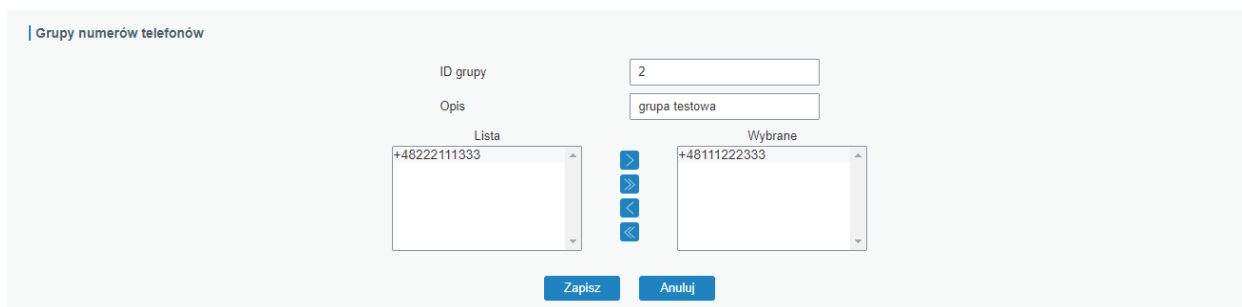 Grupy numerów telefonów
ID grupy 2
Opis grupa testowa
Lista Wybrane
+48222111333 +48111222333
Zapisz Anuluj